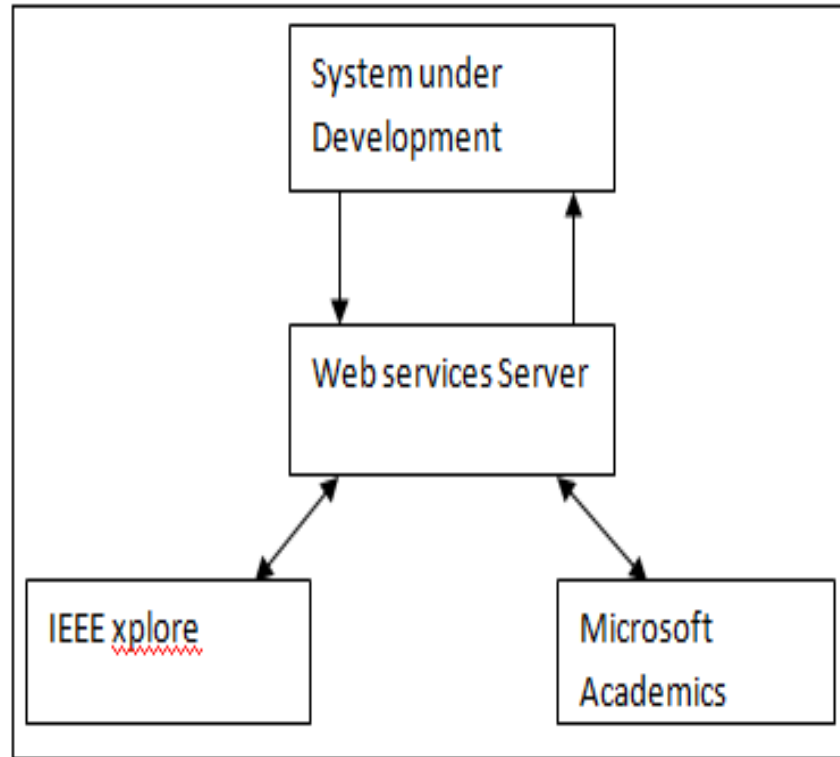 System under
Development
Web services Server
IEEE xplore
Microsoft
Academics